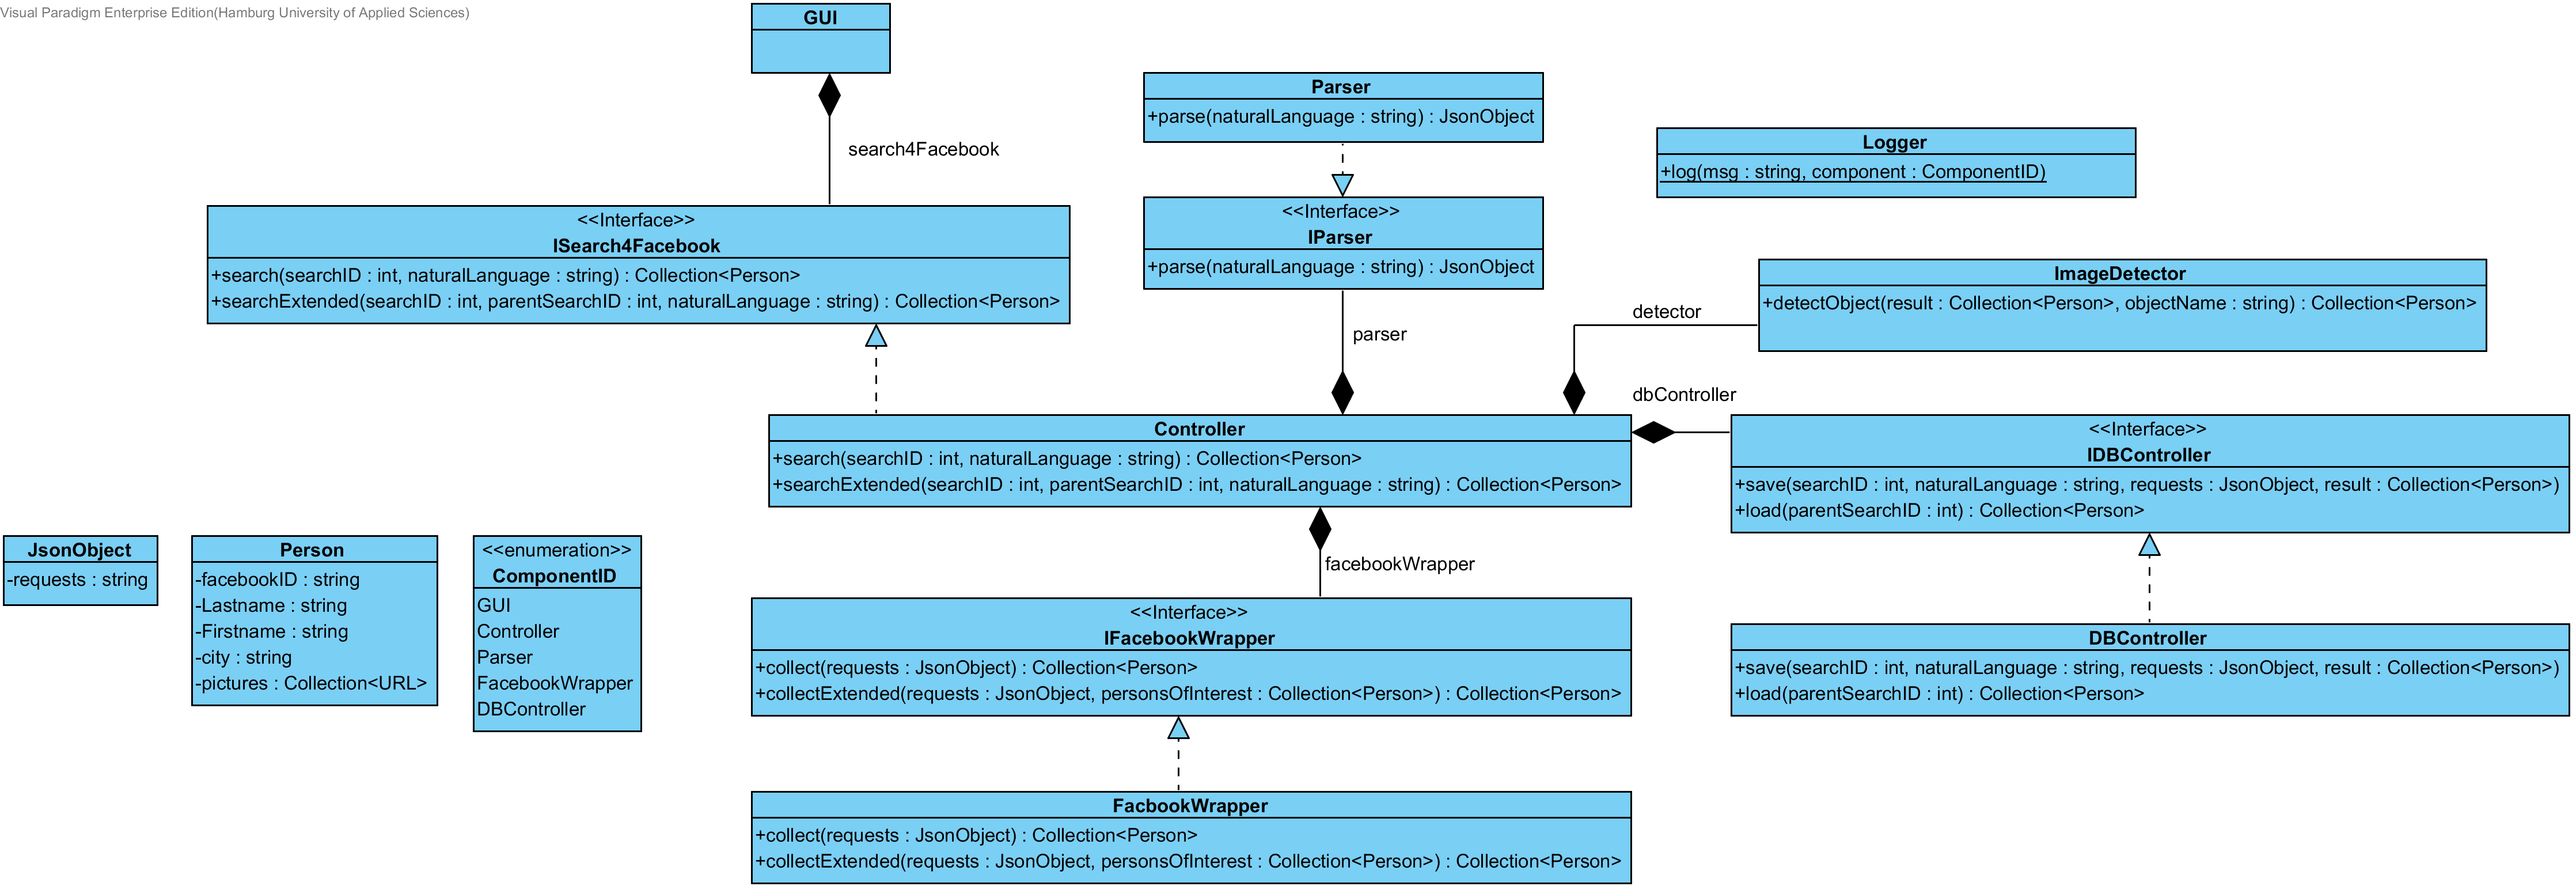 Visual Paradigm Enterprise Edition(Hamburg University of Applied Sciences)
GUI
search4Facebook
Parser
+parse(naturalLanguage : string) : JsonObject
Logger
+log(msg : string, component : ComponentID)
<<Interface>>
ISearch4Facebook
+search(searchID : int, naturalLanguage : string) : Collection<Person>
+searchExtended(searchID : int, parentSearchID : int, naturalLanguage : string) : Collection<Person>
<<Interface>>
IParser
+parse(naturalLanguage : string) : JsonObject
parser
ImageDetector
+detectObject(result : Collection<Person>, objectName : string) : Collection<Person>
detector
dbController
Controller
+search(searchID : int, naturalLanguage : string) : Collection<Person>
+searchExtended(searchID : int, parentSearchID : int, naturalLanguage : string) : Collection<Person>
<<Interface>>
IDBController
+save(searchID : int, naturalLanguage : string, requests : JsonObject, result : Collection<Person>)
+load(parentSearchID : int) : Collection<Person>
JsonObject
-requests : string
Person
-facebookID : string
-Lastname : string
-Firstname : string
-city : string
-pictures : Collection<URL>
<<enumeration>>
ComponentID
GUI
Controller
Parser
FacebookWrapper
DBController
facebookWrapper
<<Interface>>
IFacebookWrapper
+collect(requests : JsonObject) : Collection<Person>
+collectExtended(requests : JsonObject, personsOfInterest : Collection<Person>) : Collection<Person>
DBController
+save(searchID : int, naturalLanguage : string, requests : JsonObject, result : Collection<Person>)
+load(parentSearchID : int) : Collection<Person>
FacbookWrapper
+collect(requests : JsonObject) : Collection<Person>
+collectExtended(requests : JsonObject, personsOfInterest : Collection<Person>) : Collection<Person>